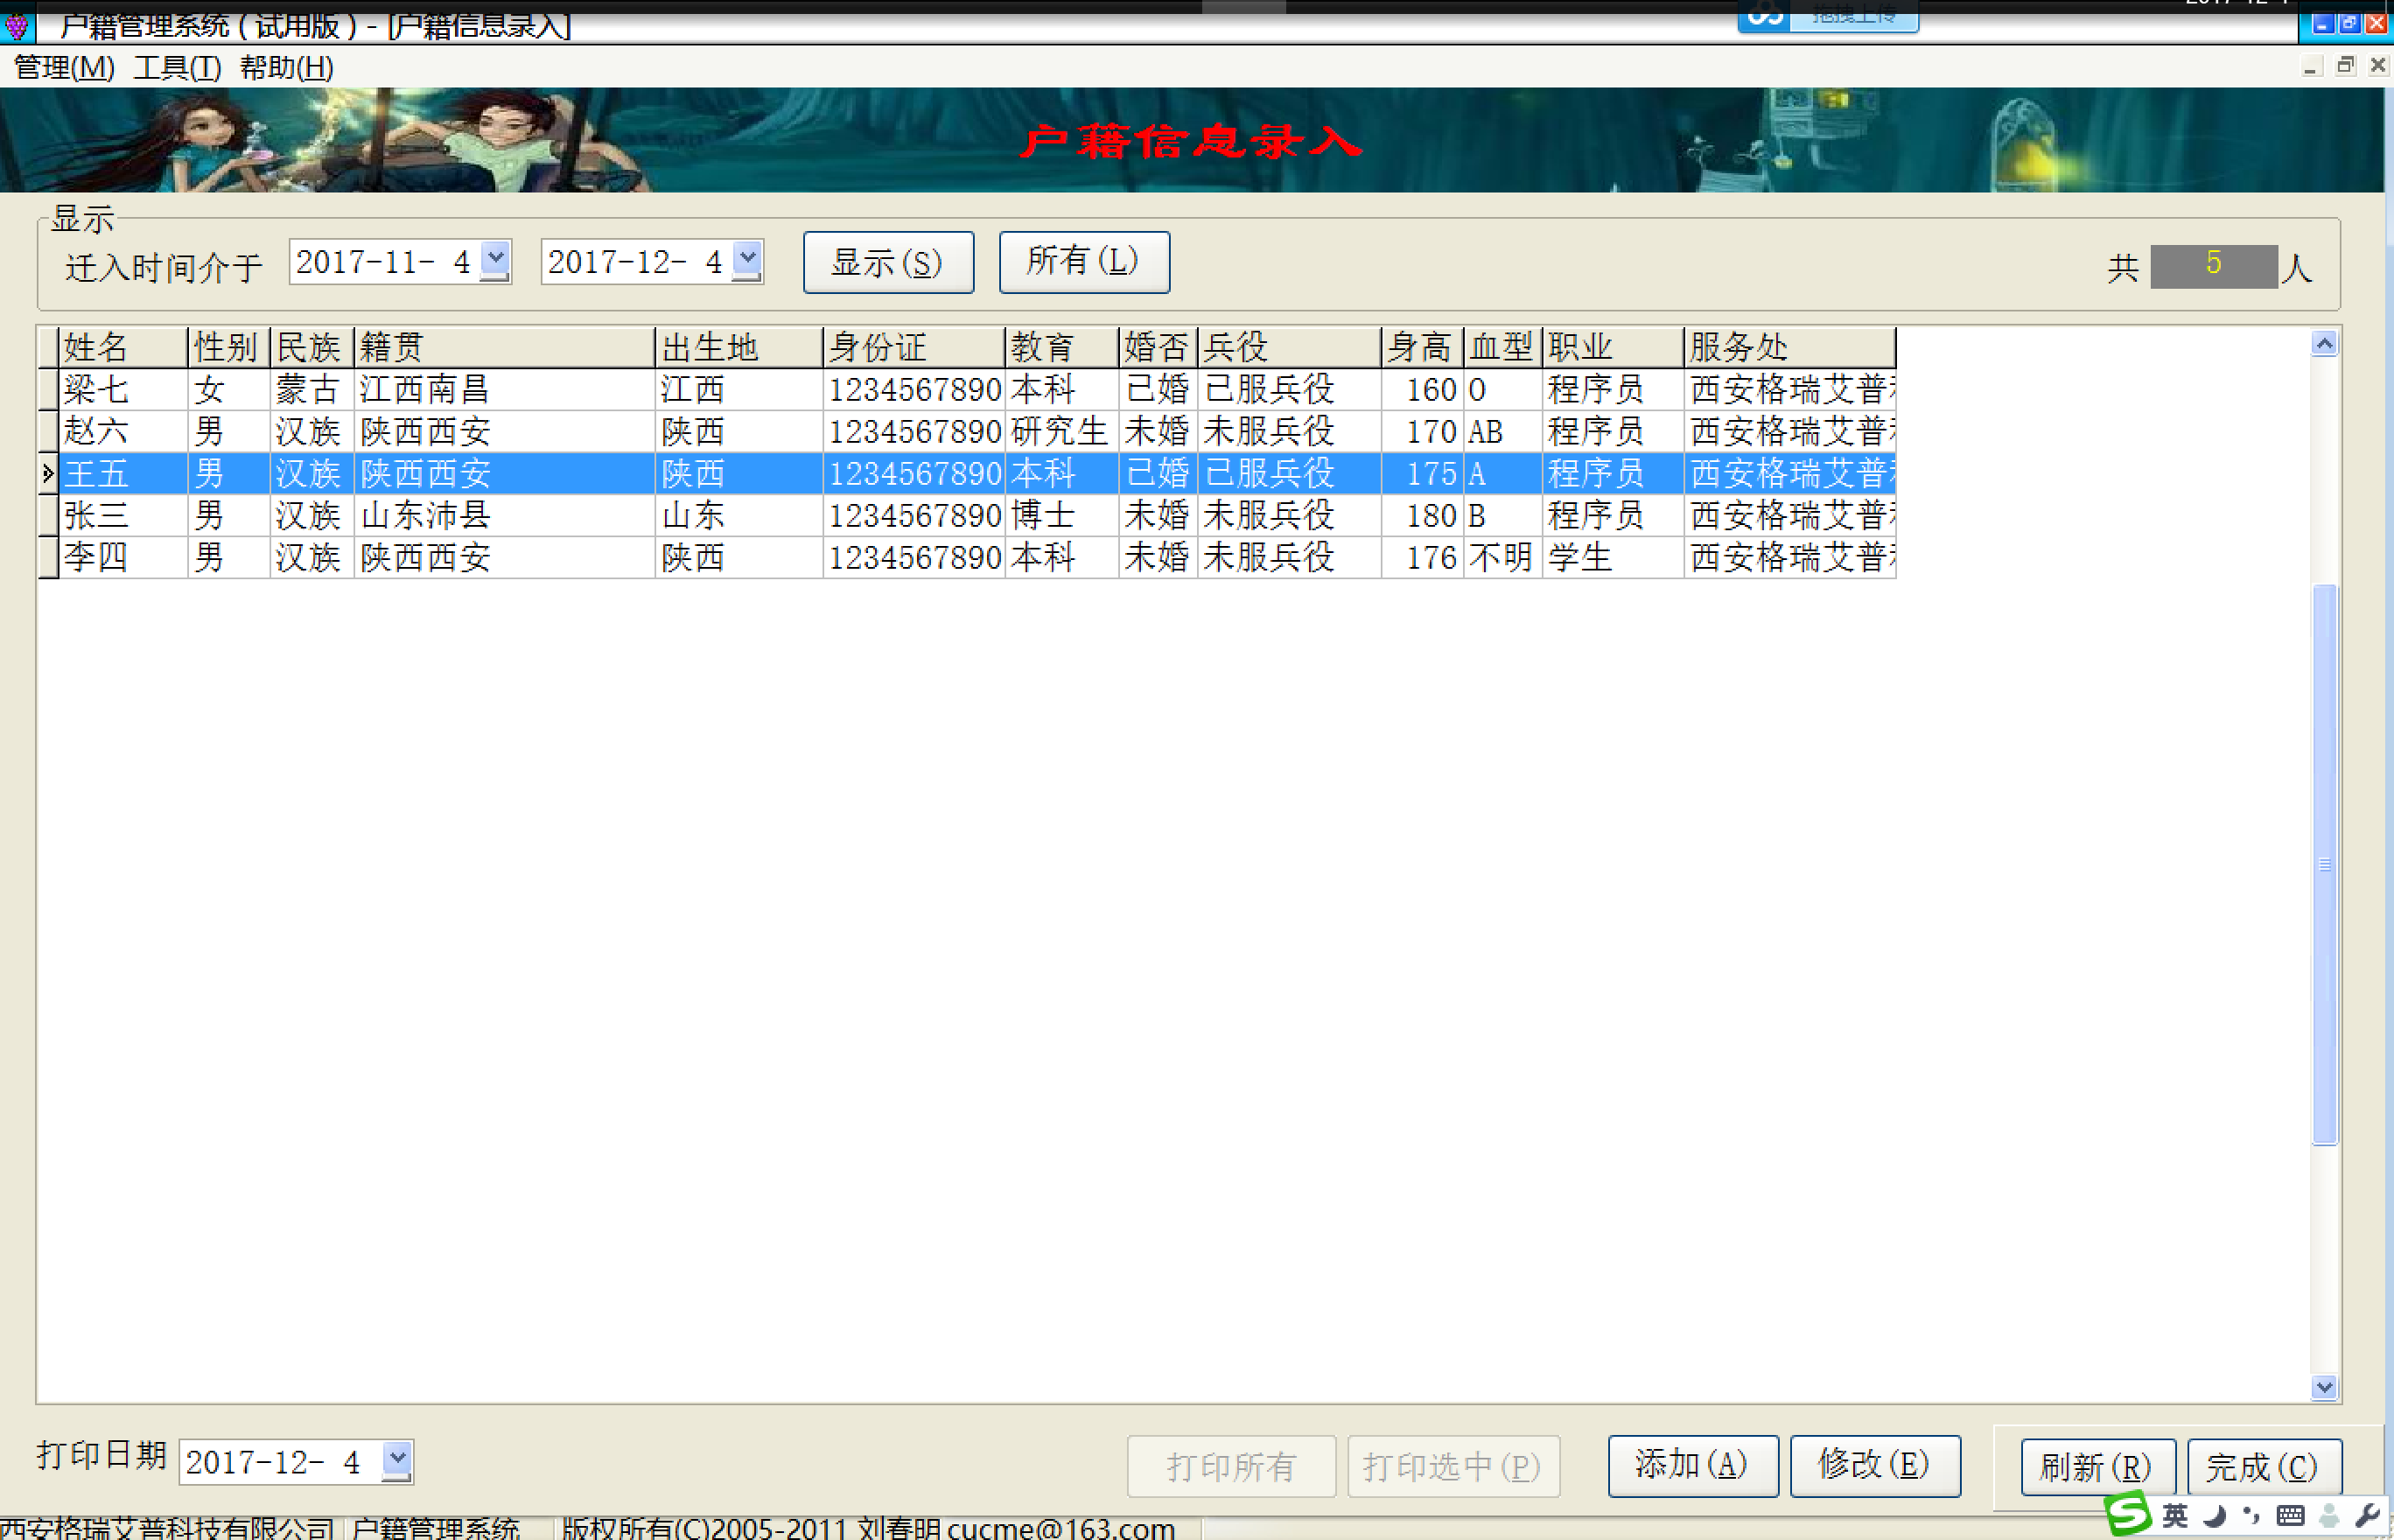 户籍管理系统(试用版) - [户籍信息录入]
拖拽上传
管理(M) 工具(T) 帮助(H)
户籍信息录入
显示
迁入时间介于 2017-11- 4 2017-12- 4 显示(S) 所有(L) 共 5 人
姓名 性别 民族 籍贯 出生地 身份证 教育 婚否 兵役 身高 血型 职业 服务处
梁七 女 蒙古 江西南昌 江西 1234567890 本科 已婚 已服兵役 160 O 程序员 西安格瑞艾普
赵六 男 汉族 陕西西安 陕西 1234567890 研究生 未婚 未服兵役 170 AB 程序员 西安格瑞艾普
王五 男 汉族 陕西西安 陕西 1234567890 本科 已婚 已服兵役 175 A 程序员 西安格瑞艾普
张三 男 汉族 山东沛县 山东 1234567890 博士 未婚 未服兵役 180 B 程序员 西安格瑞艾普
李四 男 汉族 陕西西安 陕西 1234567890 本科 未婚 未服兵役 176 不明 学生 西安格瑞艾普
打印日期 2017-12- 4 打印所有 打印选中(P) 添加(A) 修改(E) 刷新(R) 完成(C)
英
西安格瑞艾普科技有限公司 户籍管理系统 版权所有(C)2005-2011 刘春明 cucme@163.com